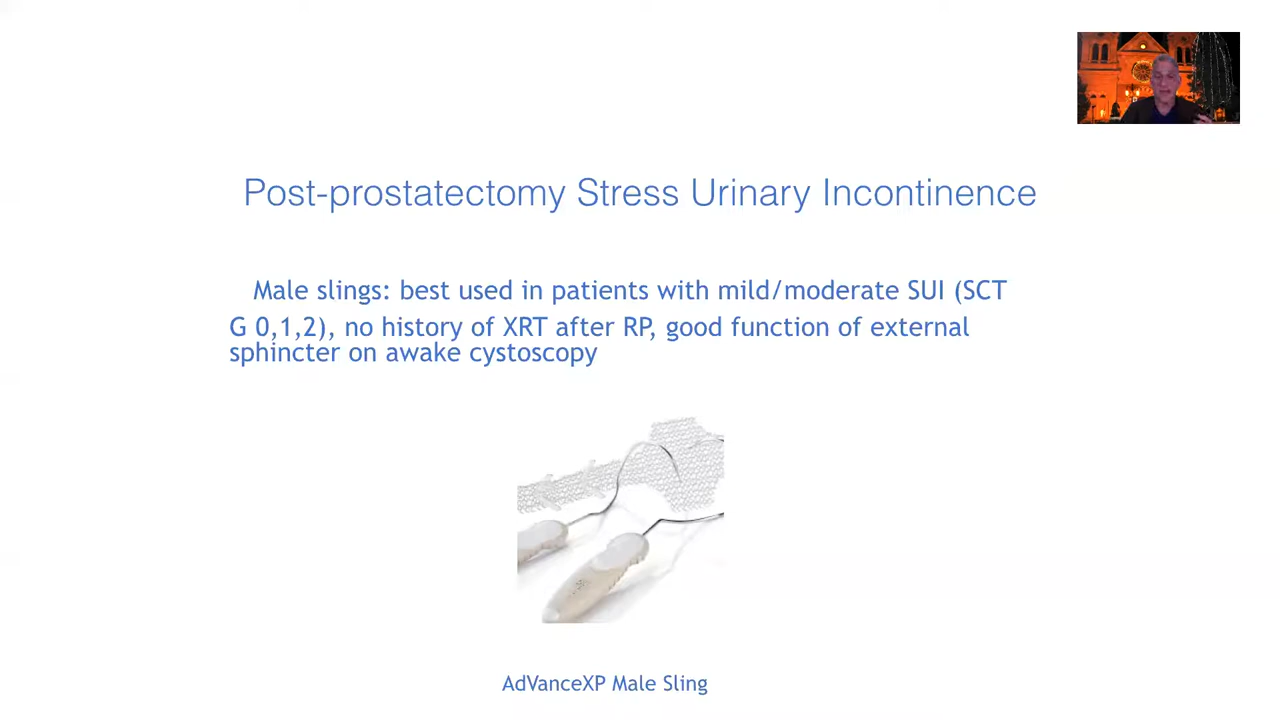 Post-prostatectomy Stress Urinary Incontinence
Male slings: best used in patients with mild/moderate SUI (SCT
G 0,1,2), no history of XRT after RP, good function of external
sphincter on awake cystoscopy
AdVanceXP Male Sling